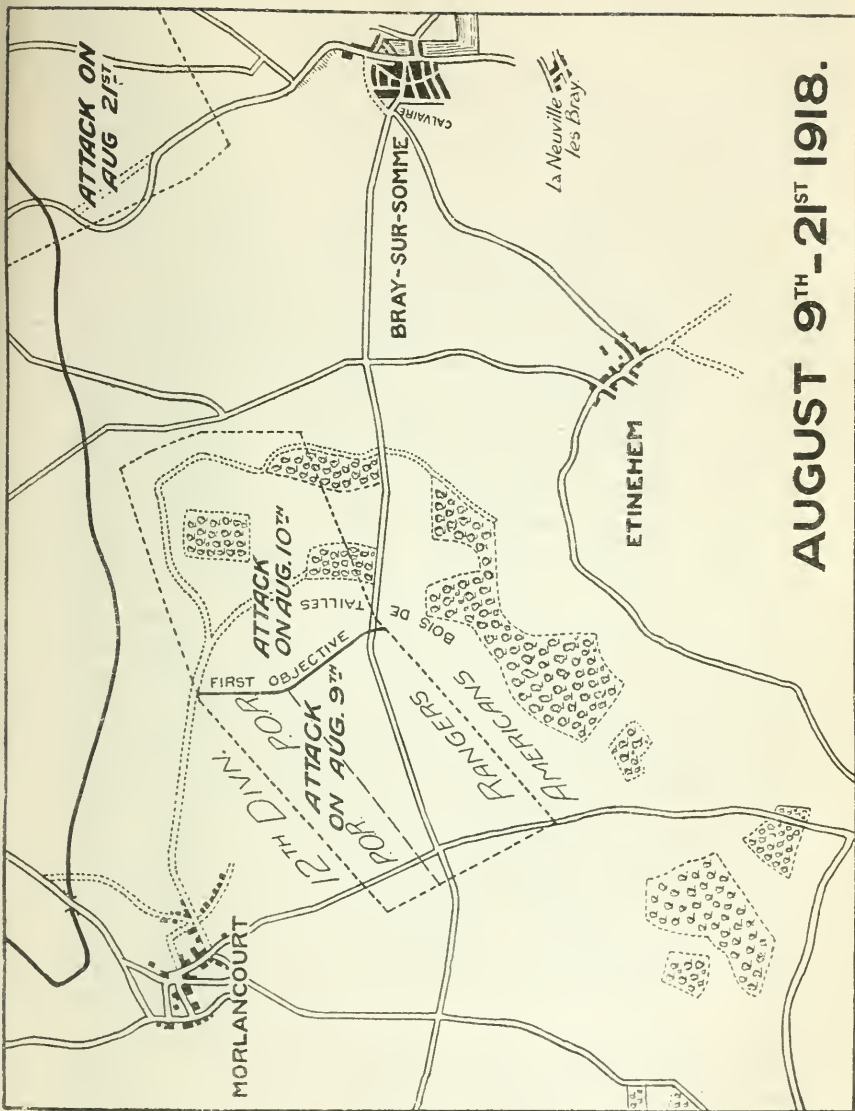 ATTACK ON
AUG 21ST
CALVAIRE
BRAY-SUR-SOMME
La Neuville
les Bray.
ETINEHEM
ATTACK
ON AUG. 10TH
BOIS DE
TAILLES
FIRST OBJECTIVE
12TH DIVN.
P.O.R.
ATTACK
ON AUG. 9TH
P.O.R.
RANGERS
AMERICANS
MORLANCOURT
AUGUST 9TH-21ST 1918.